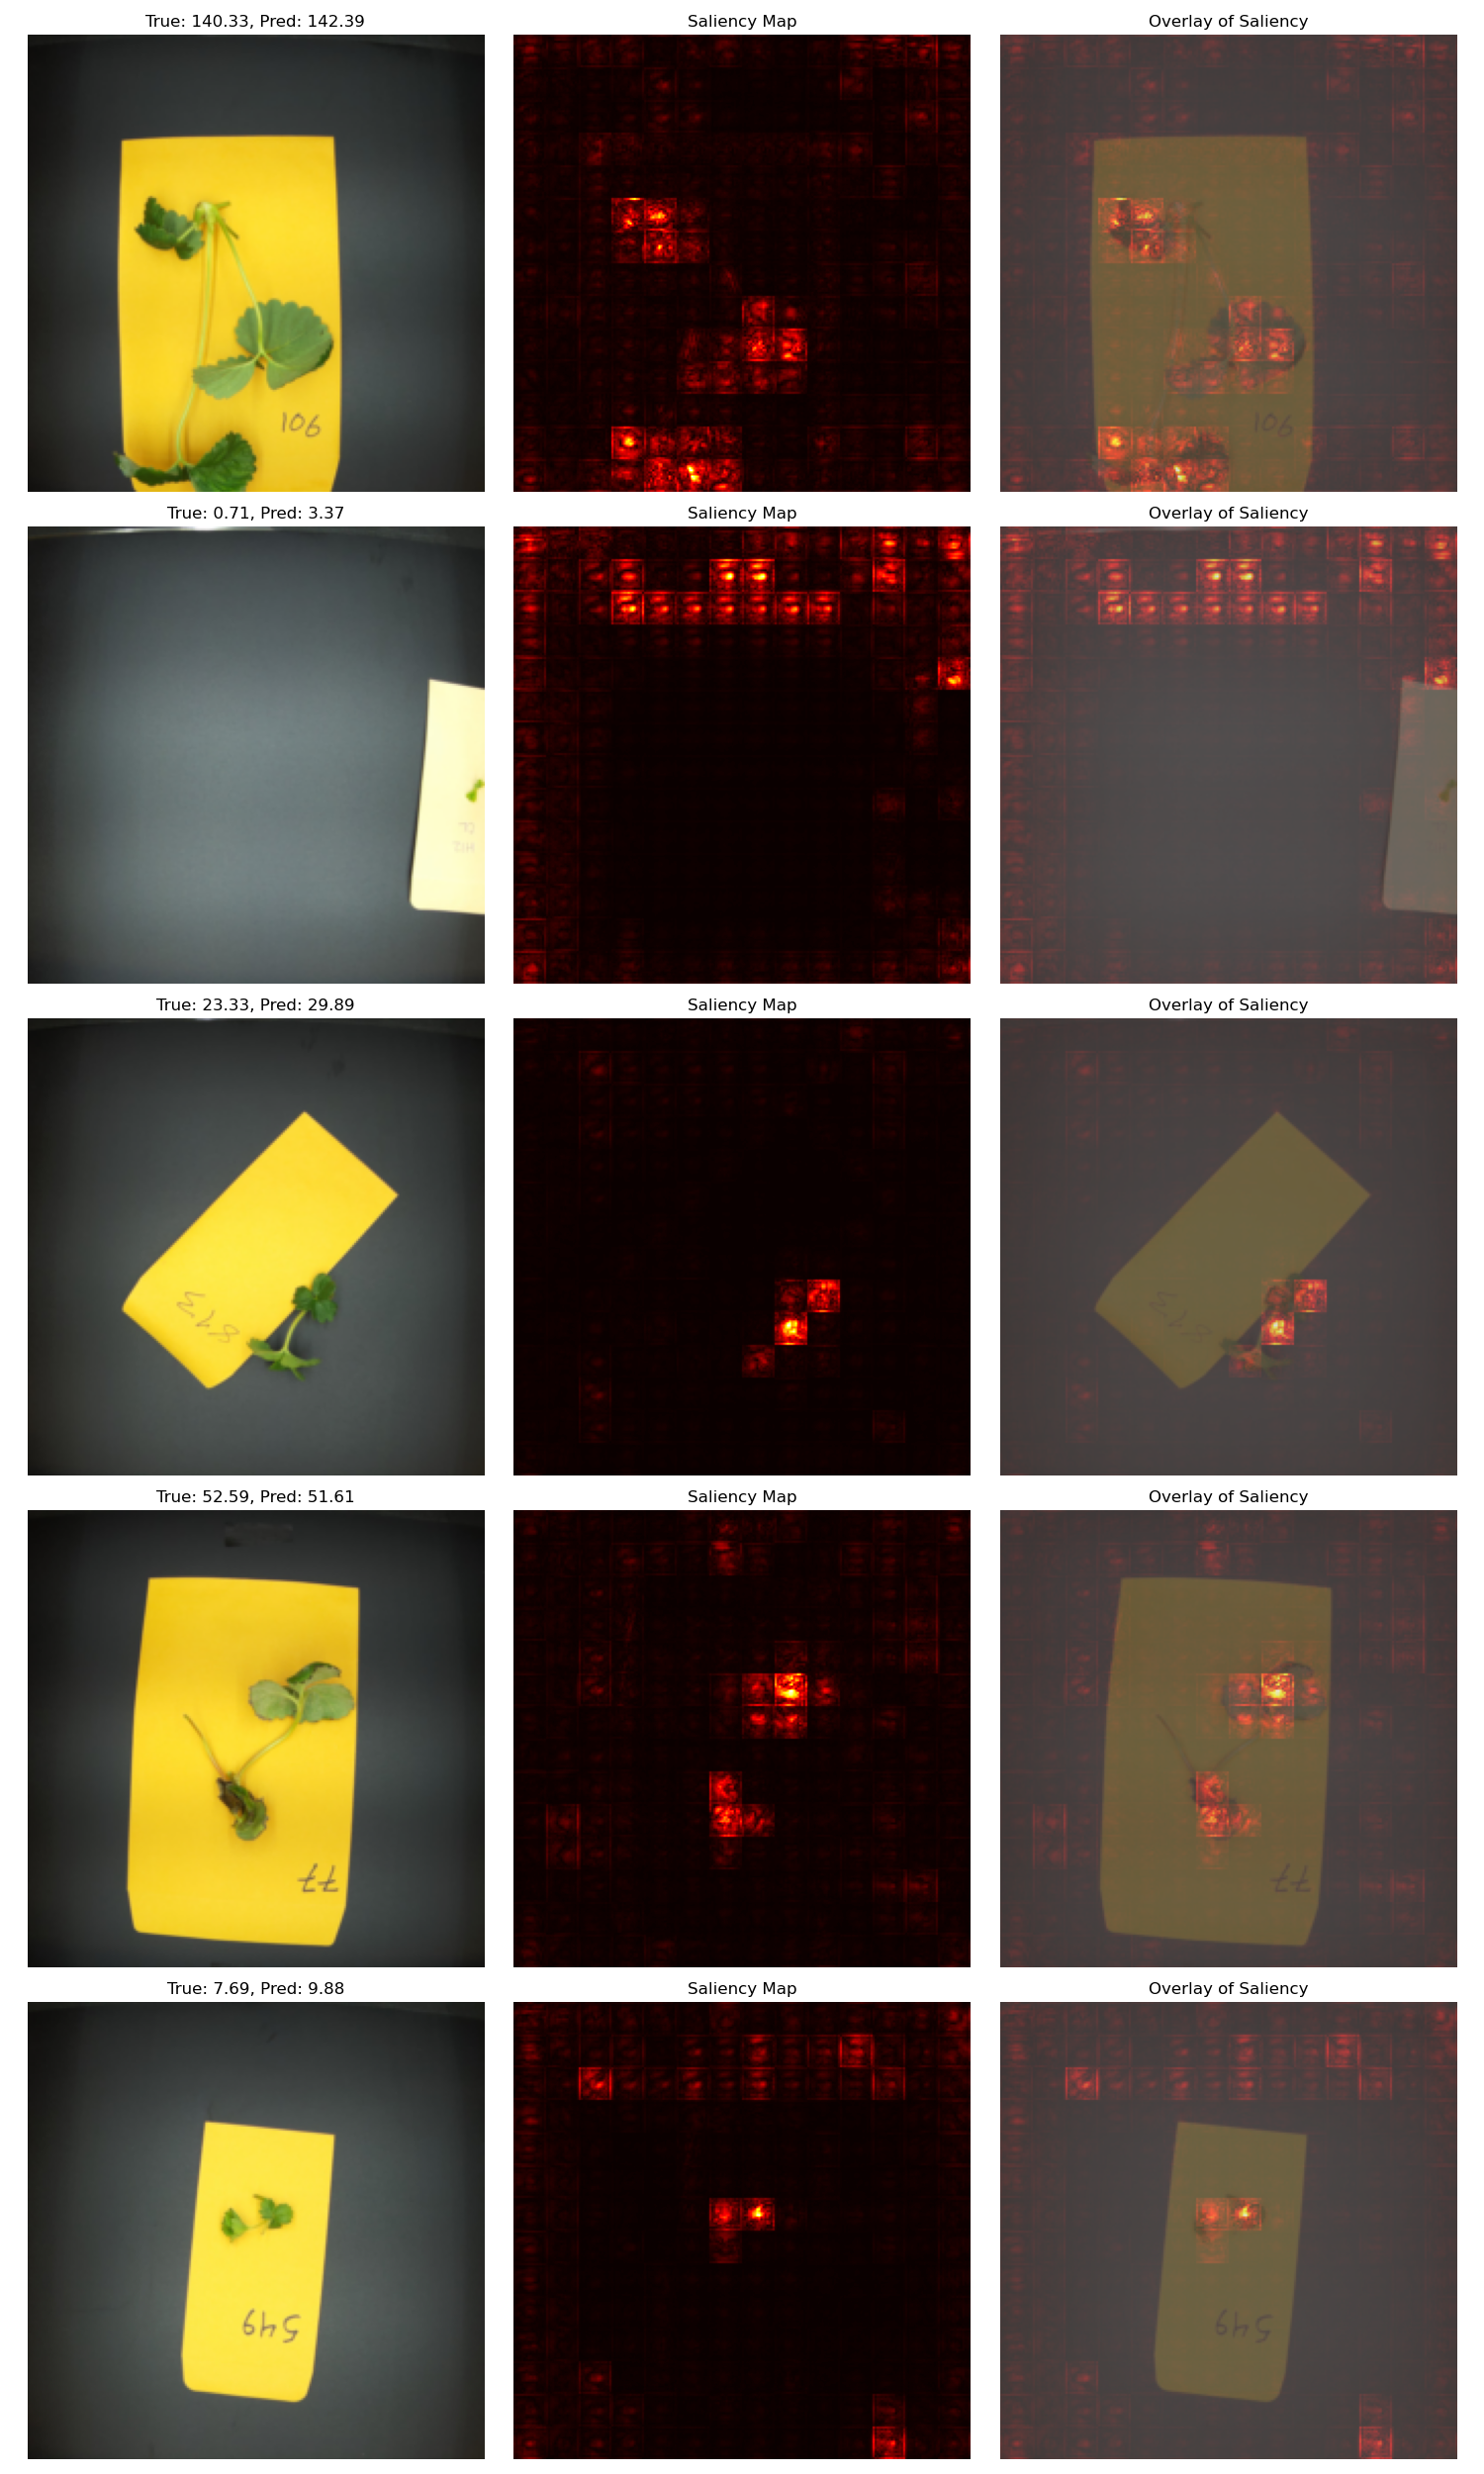 True: 140.33, Pred: 142.39
Saliency Map
Overlay of Saliency
106
106
True: 0.71, Pred: 3.37
Saliency Map
Overlay of Saliency
CL
H12
True: 23.33, Pred: 29.89
Saliency Map
Overlay of Saliency
True: 52.59, Pred: 51.61
Saliency Map
Overlay of Saliency
77
77
True: 7.69, Pred: 9.88
Saliency Map
Overlay of Saliency
549
549